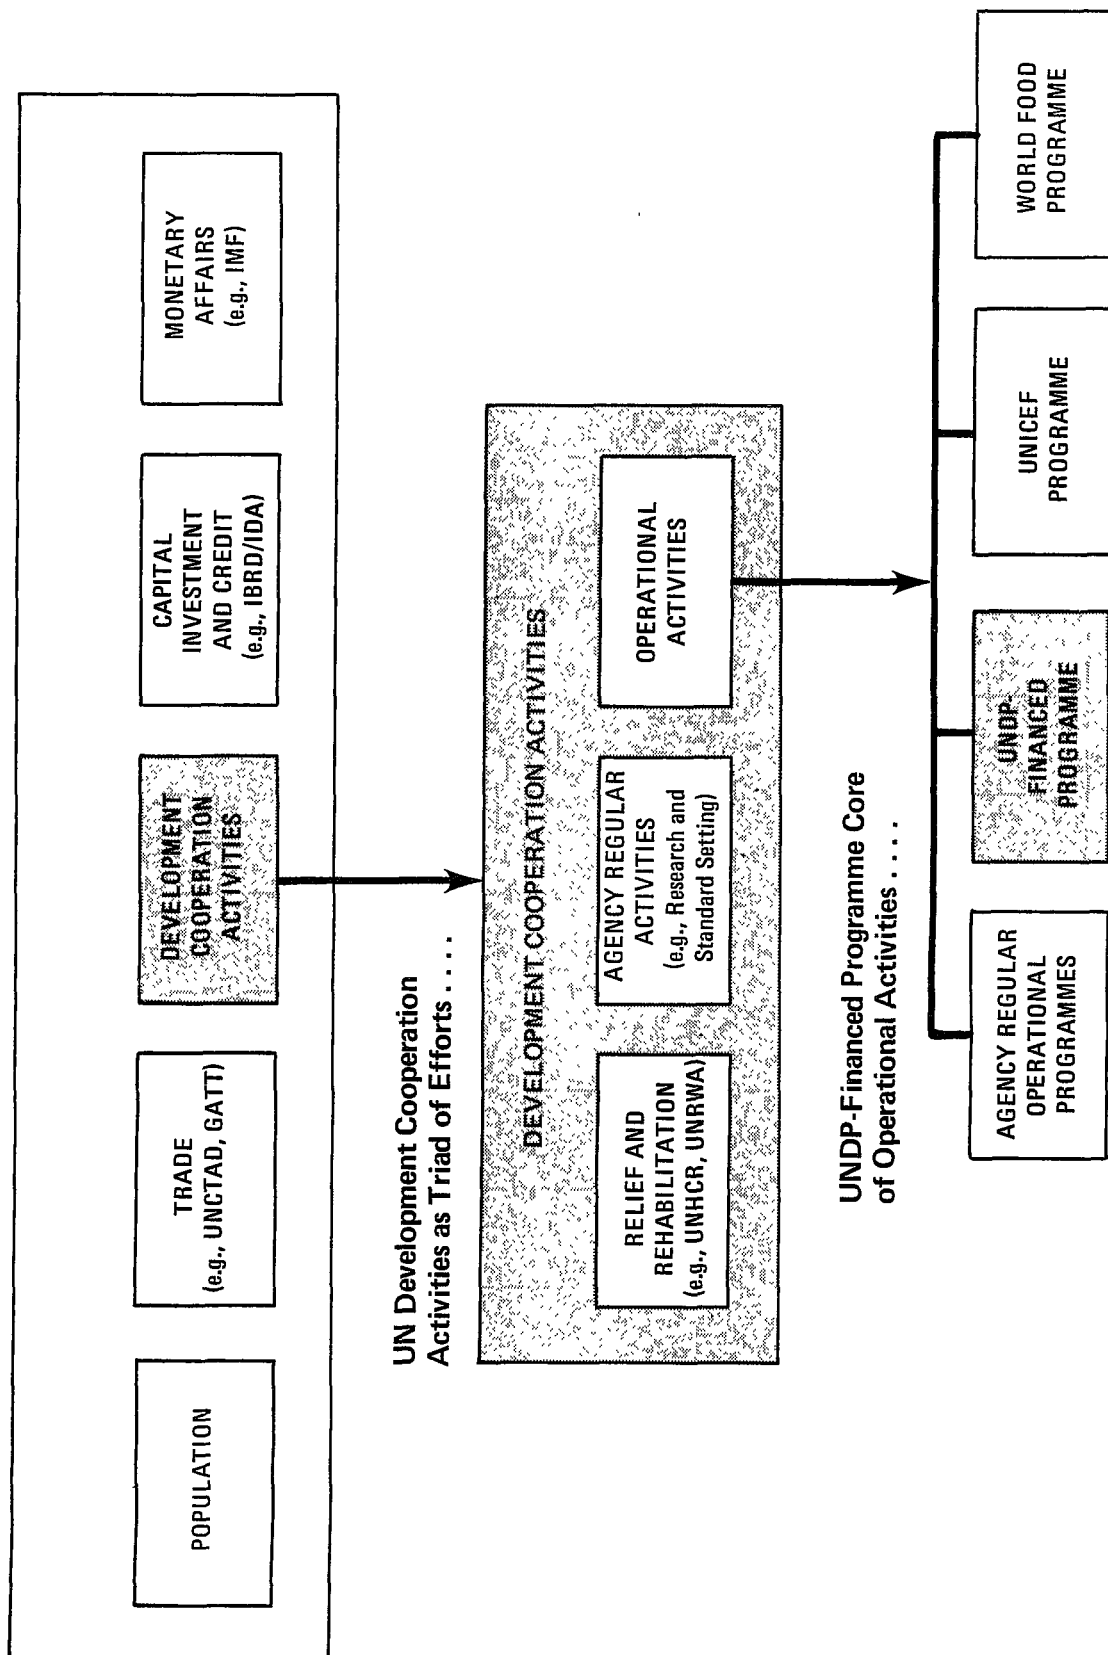 POPULATION
TRADE
(e.g., UNCTAD, GATT)
DEVELOPMENT
COOPERATION
ACTIVITIES
CAPITAL
INVESTMENT
AND CREDIT
(e.g., IBRD/IDA)
MONETARY
AFFAIRS
(e.g., IMF)
UN Development Cooperation
Activities as Triad of Efforts . . . .
DEVELOPMENT COOPERATION ACTIVITIES
RELIEF AND
REHABILITATION
(e.g., UNHCR, UNRWA)
AGENCY REGULAR
ACTIVITIES
(e.g., Research and
Standard Setting)
OPERATIONAL
ACTIVITIES
UNDP-Financed Programme Core
of Operational Activities . . . .
AGENCY REGULAR
OPERATIONAL
PROGRAMMES
UNDP-
FINANCED
PROGRAMME
UNICEF
PROGRAMME
WORLD FOOD
PROGRAMME